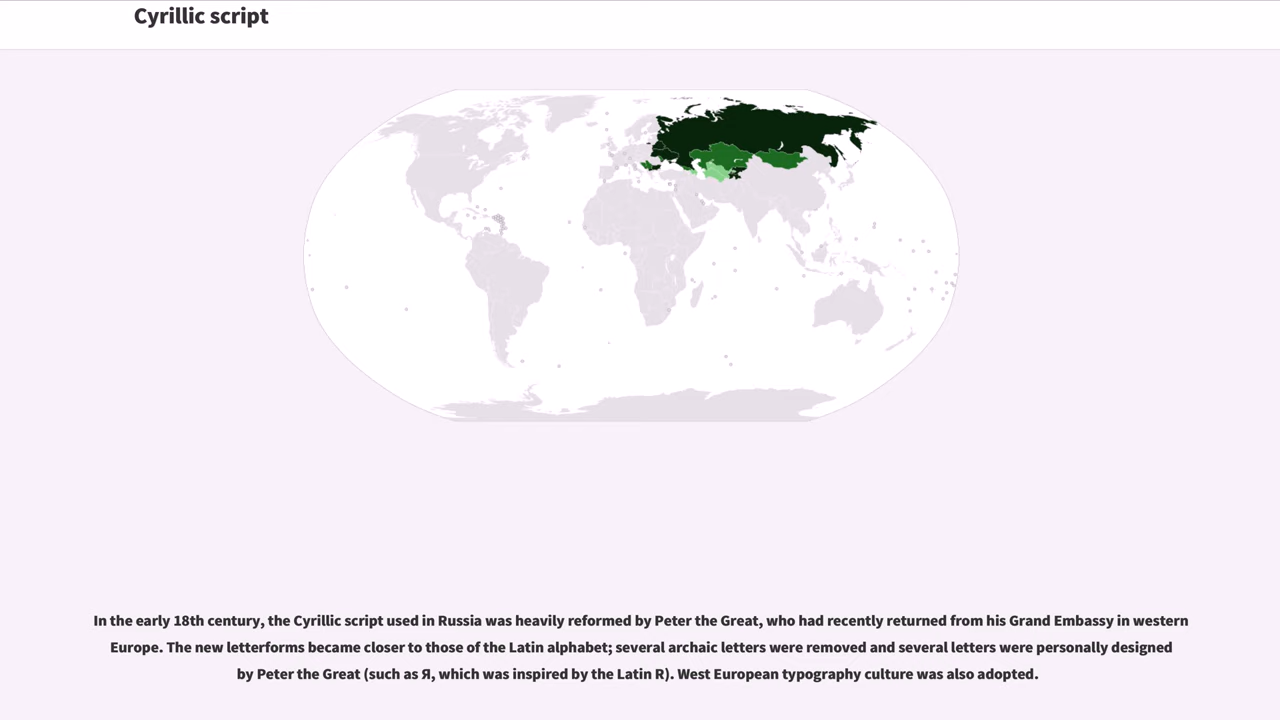 Cyrillic script
In the early 18th century, the Cyrillic script used in Russia was heavily reformed by Peter the Great, who had recently returned from his Grand Embassy in western
Europe. The new letterforms became closer to those of the Latin alphabet; several archaic letters were removed and several letters were personally designed
by Peter the Great (such as Я, which was inspired by the Latin R). West European typography culture was also adopted.